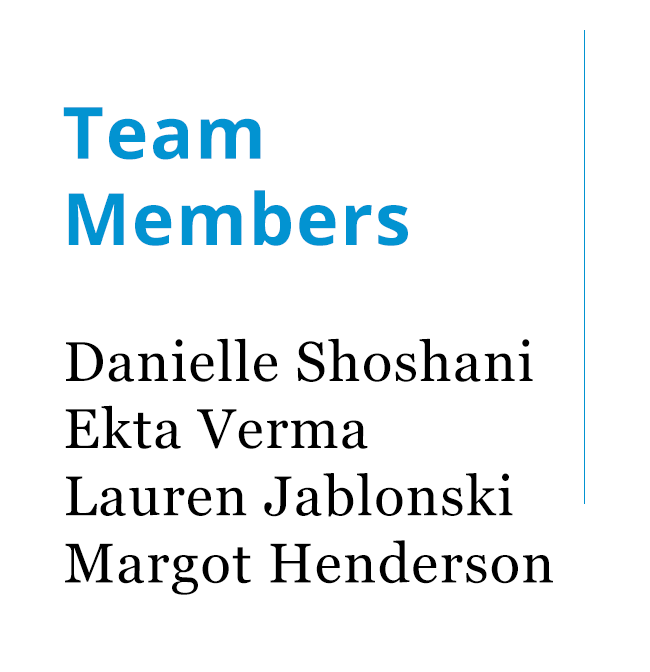 Team
Members
Danielle Shoshani
Ekta Verma
Lauren Jablonski
Margot Henderson